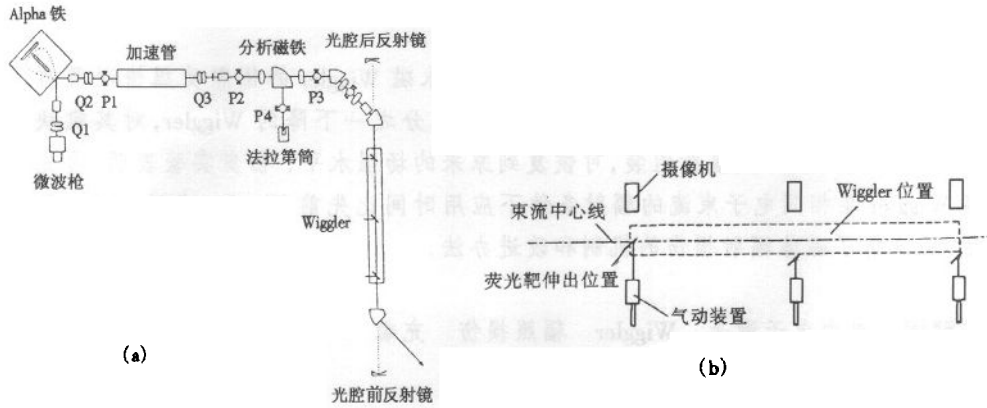 Alpha 铁
加速管
分析磁铁
光腔后反射镜
Q2 P1
Q3 P2
P3
Q1
P4
微波枪
法拉第筒
Wiggler
光腔前反射镜
(a)
摄像机
Wiggler 位置
束流中心线
荧光靶伸出位置
气动装置
(b)